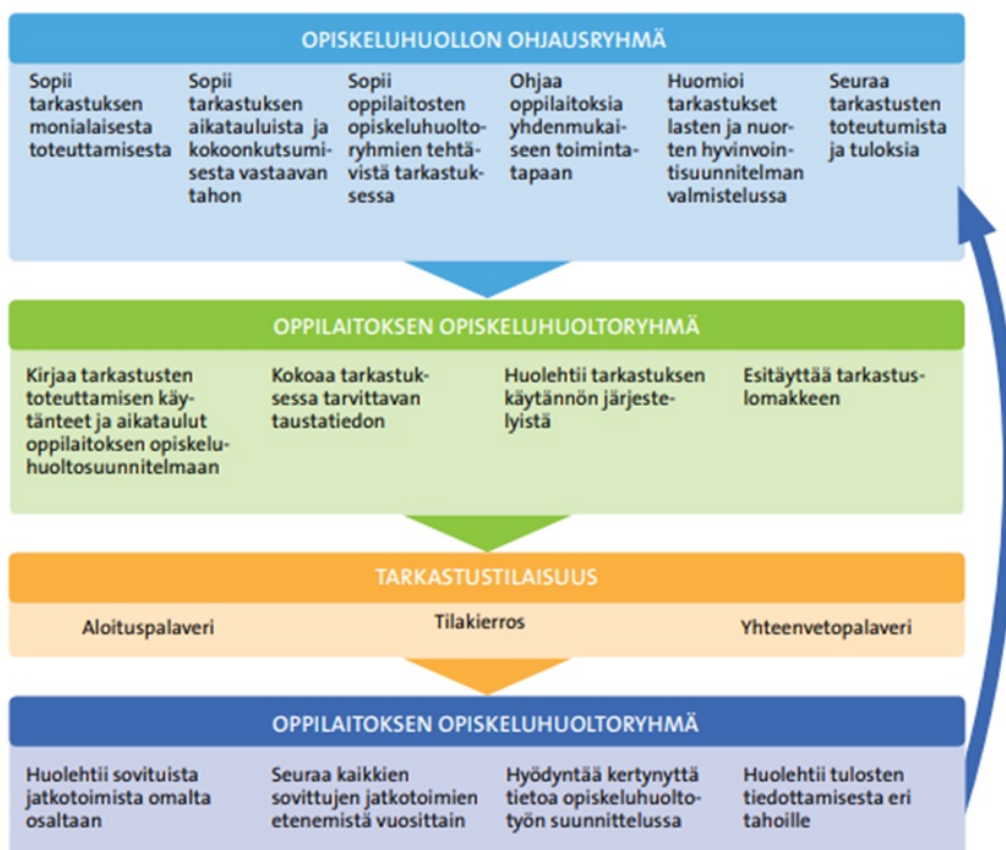 OPISKELUHUOLLON OHJAUSRYHMÄ
Sopii
tarkastuksen
monialaisesta
toteuttamisesta
Sopii
tarkastuksen
aikatauluista ja
kokoonkutsumi-
sesta vastaavan
tahon
Sopii
oppilaitosten
opiskeluhuolto-
ryhmien tehtä-
vistä tarkastuk-
sessa
Ohjaa
oppilaitoksia
yhdenmukai-
seen toiminta-
tapaan
Huomioi
tarkastukset
lasten ja nuor-
ten hyvinvoin-
tisuunnitelman
valmistelussa
Seuraa
tarkastusten
toteutumista
ja tuloksia
OPPILAITOKSEN OPISKELUHUOLTORYHMÄ
Kirjaa tarkastusten
toteuttamisen käy-
tänteet ja aikataulut
oppilaitoksen opiskelu-
huoltosuunnitelmaan
Kokoaa tarkastuk-
sessa tarvittavan
taustatiedon
Huolehtii tarkastuksen
käytännön järjeste-
lyistä
Esitäyttää tarkastus-
lomakkeen
TARKASTUSTILAISUUS
Aloituspalaveri
Tilakierros
Yhteenvetopalaveri
OPPILAITOKSEN OPISKELUHUOLTORYHMÄ
Huolehtii sovituista
jatkotoimista omalta
osaltaan
Seuraa kaikkien
sovittujen jatkotoimien
etenemistä vuosittain
Hyödyntää kertynyttä
tietoa opiskeluhuolto-
työn suunnittelussa
Huolehtii tulosten
tiedottamisesta eri
tahoille